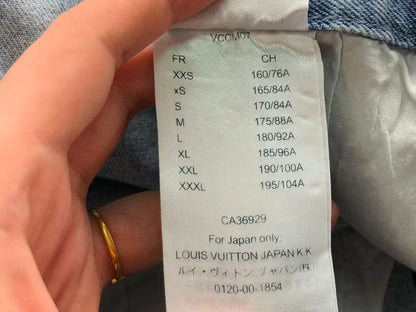 VCCM07
FR CH
XXS 160/76A
xS 165/84A
S 170/84A
M 175/88A
L 180/92A
XL 185/96A
XXL 190/100A
XXXL 195/104A
CA36929
For Japan only:
LOUIS VUITTON JAPAN K.K
ルイ・ヴィトン ジャパン㈱
0120-00-1854